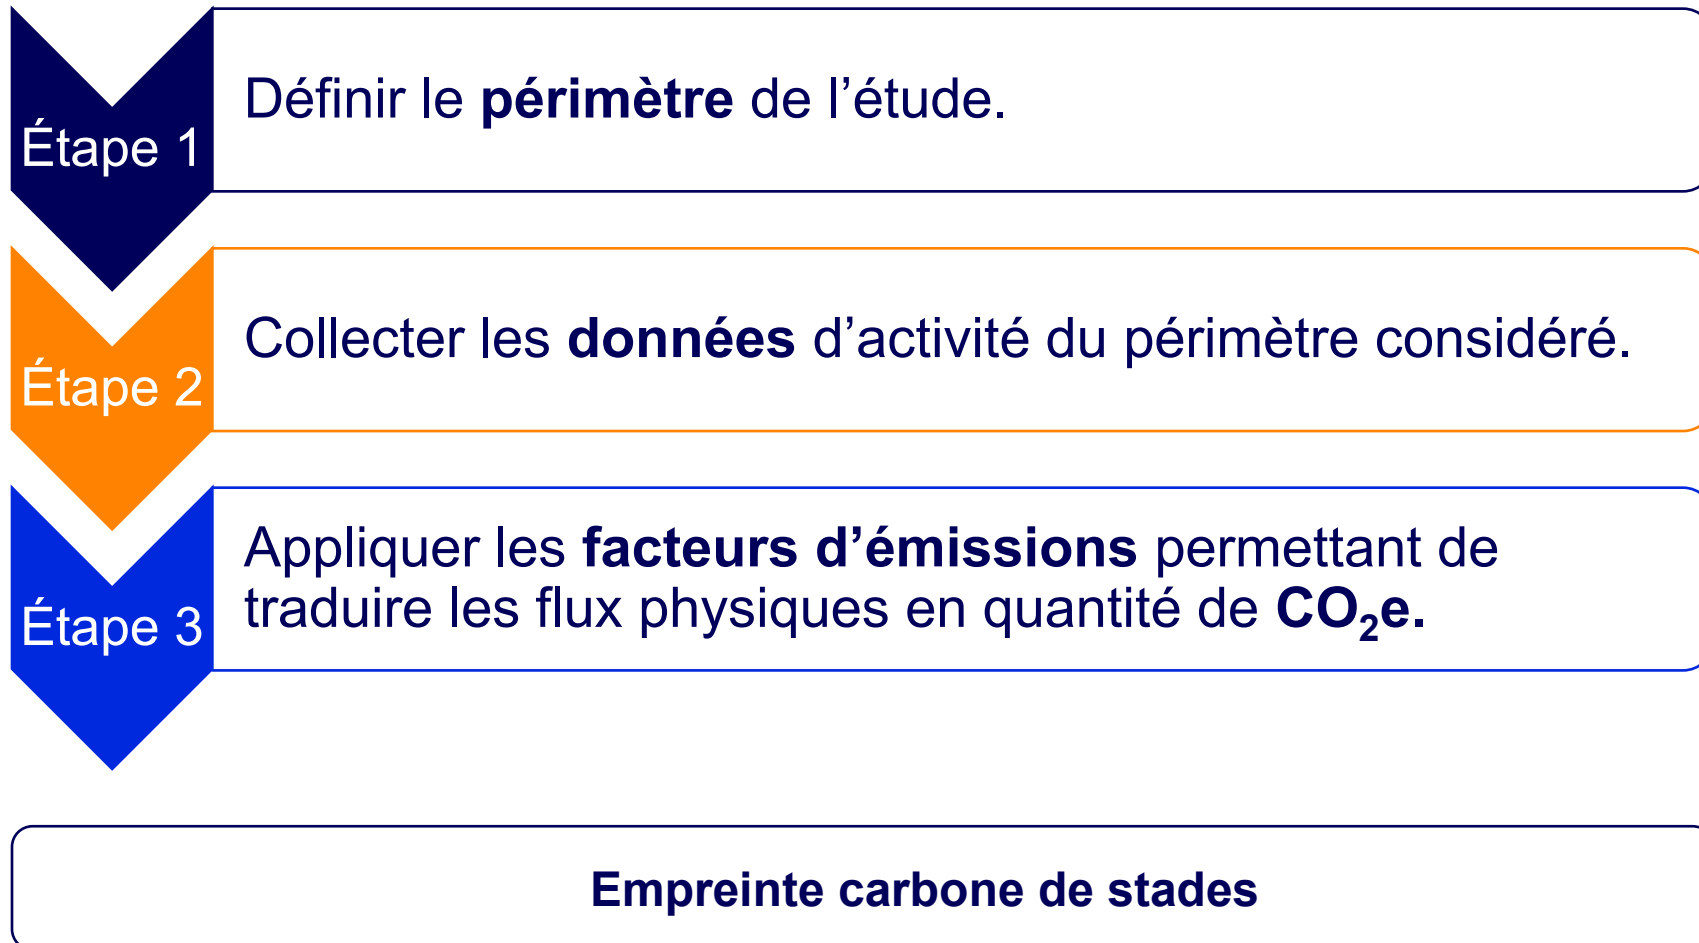 Étape 1
Définir le périmètre de l’étude.
Étape 2
Collecter les données d’activité du périmètre considéré.
Étape 3
Appliquer les facteurs d’émissions permettant de
traduire les flux physiques en quantité de CO₂e.
Empreinte carbone de stades